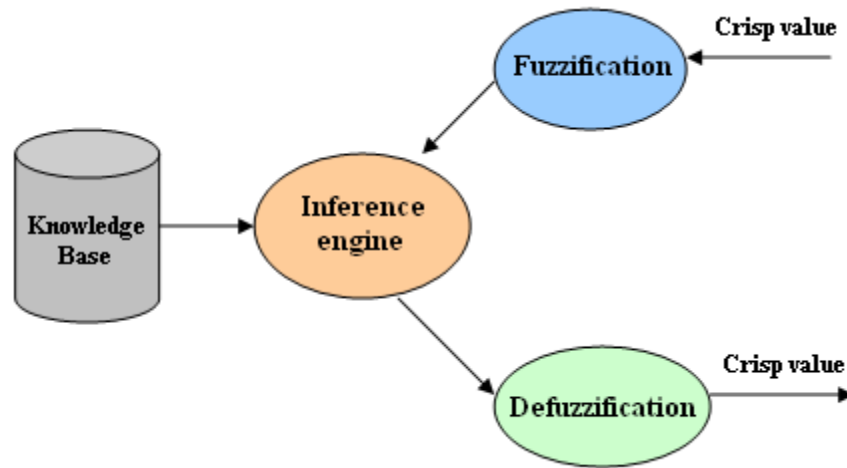 Crisp value
Fuzzification
Knowledge
Base
Inference
engine
Crisp value
Defuzzification